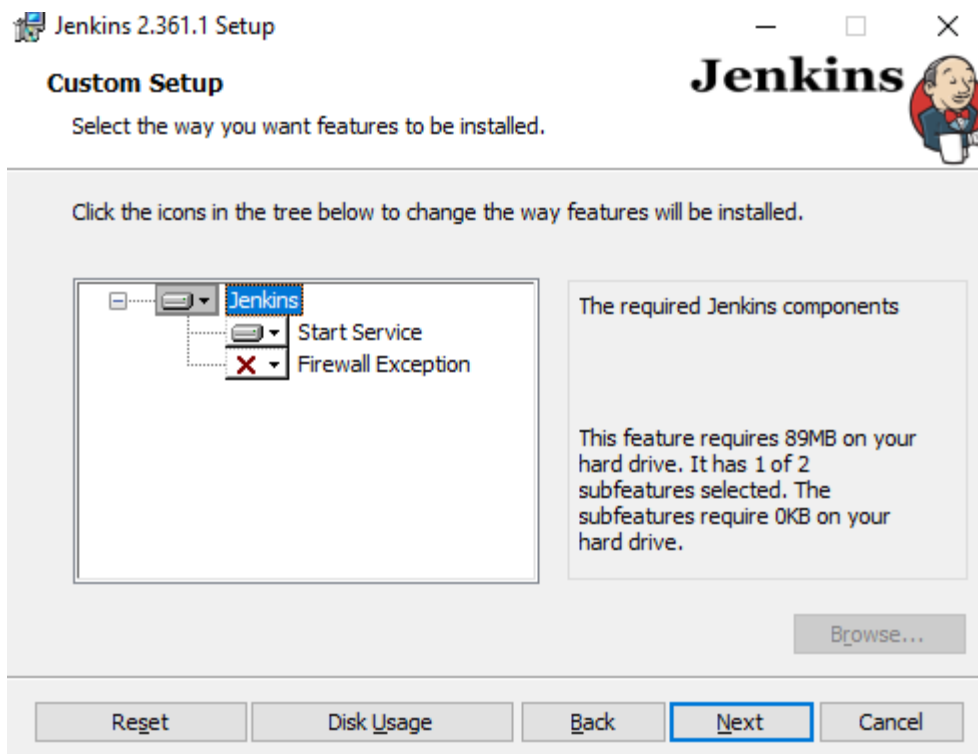 Jenkins 2.361.1 Setup
Custom Setup
Jenkins
Select the way you want features to be installed.
Click the icons in the tree below to change the way features will be installed.
Jenkins
Start Service
Firewall Exception
The required Jenkins components
This feature requires 89MB on your
hard drive. It has 1 of 2
subfeatures selected. The
subfeatures require 0KB on your
hard drive.
Browse...
Reset
Disk Usage
Back
Next
Cancel